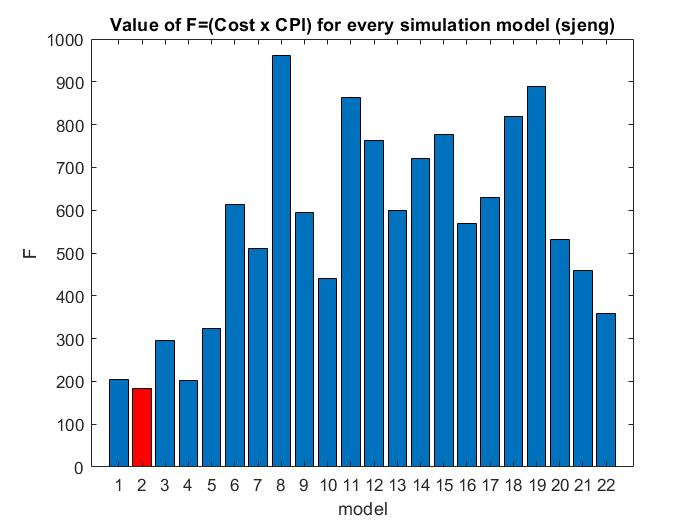 Value of F=(Cost x CPI) for every simulation model (sjeng)
1000
900
800
700
600
500
400
300
200
100
0
F
1 2 3 4 5 6 7 8 9 10 11 12 13 14 15 16 17 18 19 20 21 22
model